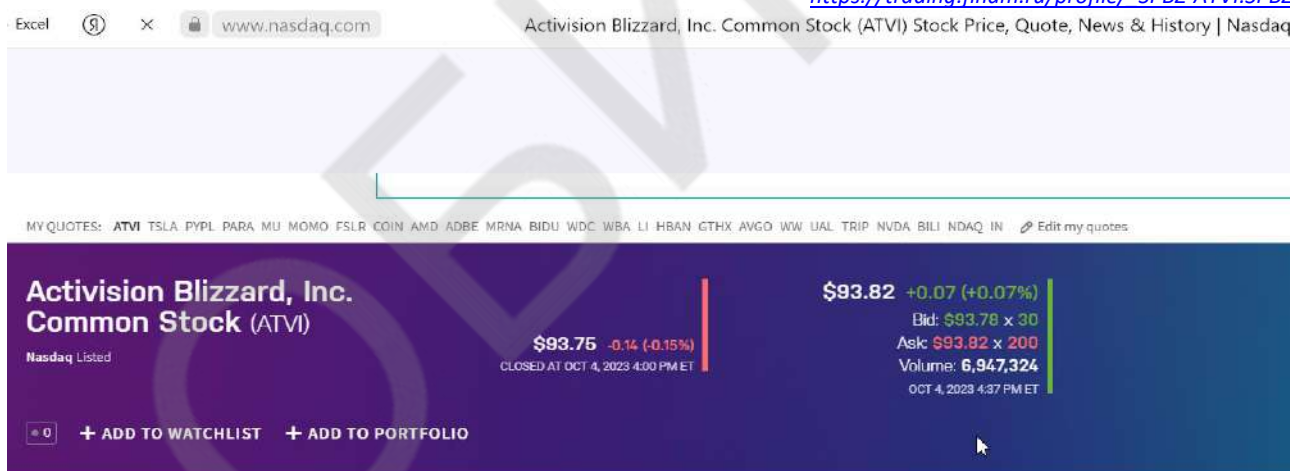 https://trading.finam.ru/profile/
Excel Я × www.nasdaq.com Activision Blizzard, Inc. Common Stock (ATVI) Stock Price, Quote, News & History | Nasdaq
MY QUOTES: ATVI TSLA PYPL PARA MU MOMO FSLR COIN AMD ADBE MRNA BIDU WDC WBA LI HBAN GTHX AVGO WW UAL TRIP NVDA BILI NDAQ IN Edit my quotes
Activision Blizzard, Inc.
Common Stock (ATVI)
Nasdaq Listed
$93.75 -0.14 (-0.15%)
CLOSED AT OCT 4, 2023 4:00 PM ET
$93.82 +0.07 (+0.07%)
Bid: $93.78 x 30
Ask: $93.82 x 200
Volume: 6,947,324
OCT 4, 2023 4:37 PM ET
0 + ADD TO WATCHLIST + ADD TO PORTFOLIO